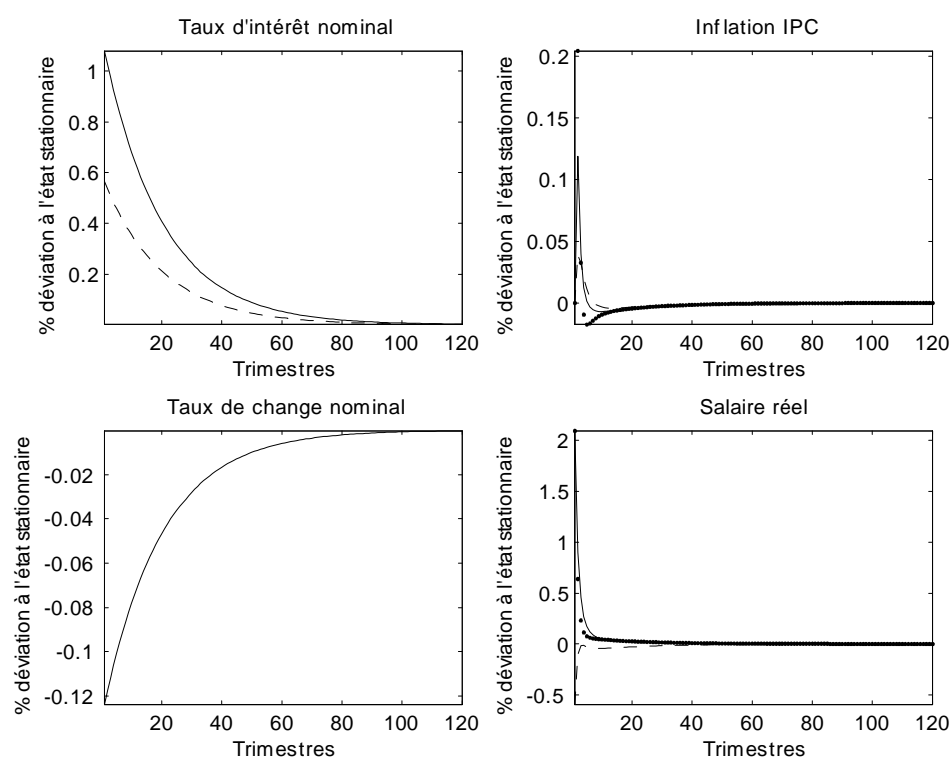 Taux d'intérêt nominal
% déviation à l'état stationnaire
1
0.8
0.6
0.4
0.2
20 40 60 80 100 120
Trimestres
Inflation IPC
% déviation à l'état stationnaire
0.2
0.15
0.1
0.05
0
20 40 60 80 100 120
Trimestres
Taux de change nominal
% déviation à l'état stationnaire
-0.02
-0.04
-0.06
-0.08
-0.1
-0.12
20 40 60 80 100 120
Trimestres
Salaire réel
% déviation à l'état stationnaire
2
1.5
1
0.5
0
-0.5
20 40 60 80 100 120
Trimestres